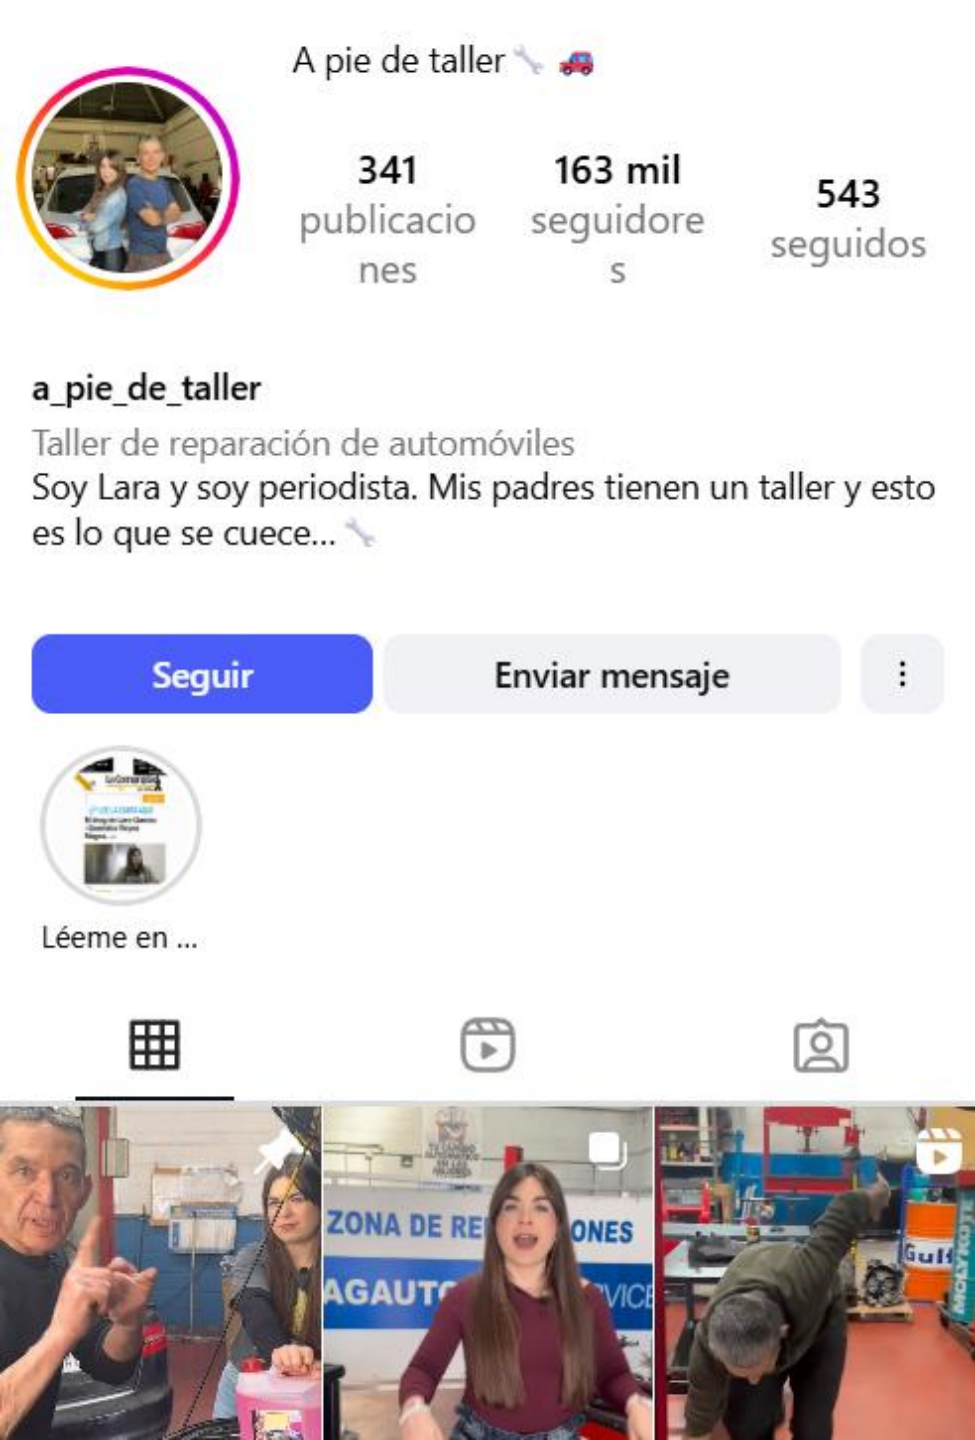 A pie de taller 🔧 🚗
341
publicacio
nes
163 mil
seguidore
s
543
seguidos
a_pie_de_taller
Taller de reparación de automóviles
Soy Lara y soy periodista. Mis padres tienen un taller y esto
es lo que se cuece... 🔧
Seguir
Enviar mensaje
Léeme en ...
ZONA DE RE ONES
AGAUTO VICE
Gulf
MOLYKOTE